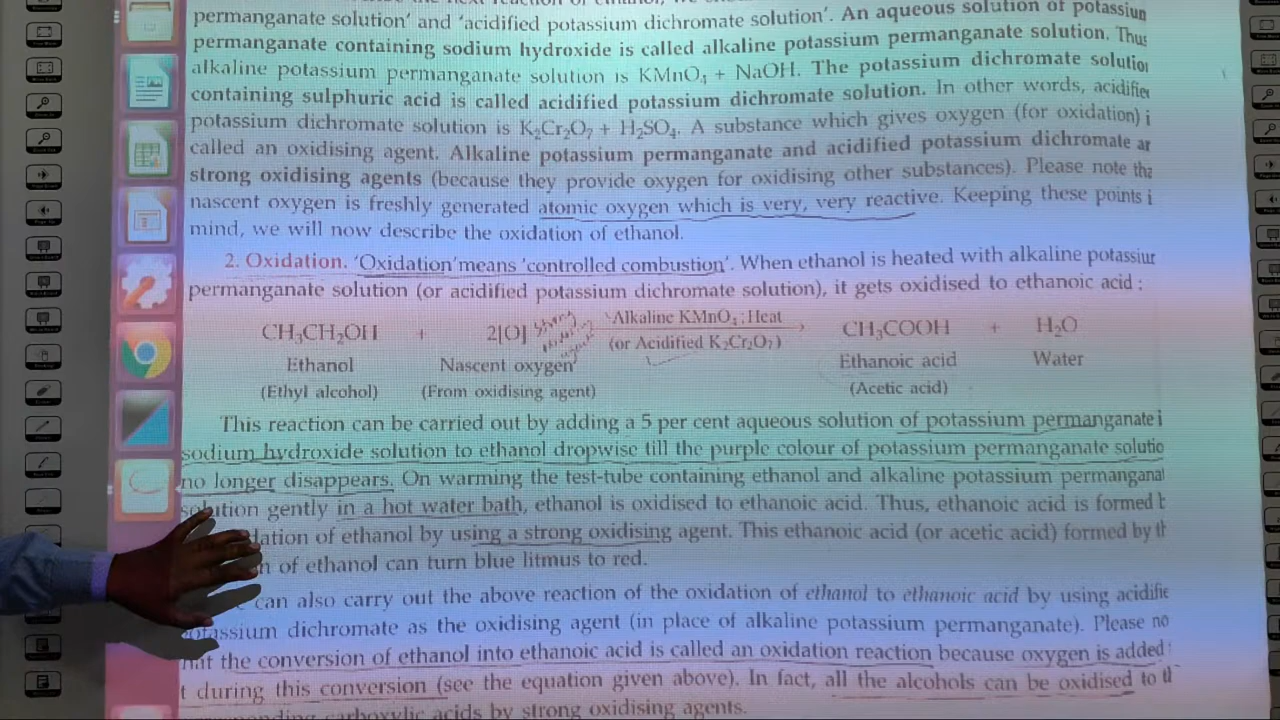 permanganate solution' and 'acidified potassium dichromate solution'. An aqueous solution of potassium
permanganate containing sodium hydroxide is called alkaline potassium permanganate solution. Thus
alkaline potassium permanganate solution is KMnO₄ + NaOH. The potassium dichromate solutio
containing sulphuric acid is called acidified potassium dichromate solution. In other words, acidifie
potassium dichromate solution is K₂Cr₂O₇ + H₂SO₄. A substance which gives oxygen (for oxidation) i
called an oxidising agent. Alkaline potassium permanganate and acidified potassium dichromate ar
strong oxidising agents (because they provide oxygen for oxidising other substances). Please note tha
nascent oxygen is freshly generated atomic oxygen which is very, very reactive. Keeping these points i
mind, we will now describe the oxidation of ethanol.
2. Oxidation. 'Oxidation' means 'controlled combustion'. When ethanol is heated with alkaline potassiur
permanganate solution (or acidified potassium dichromate solution), it gets oxidised to ethanoic acid :
CH₃CH₂OH + 2[O] Alkaline KMnO₄ ; Heat (or Acidified K₂Cr₂O₇) → CH₃COOH + H₂O
Ethanol Nascent oxygen Ethanoic acid Water
(Ethyl alcohol) (From oxidising agent) (Acetic acid)
This reaction can be carried out by adding a 5 per cent aqueous solution of potassium permanganate i
sodium hydroxide solution to ethanol dropwise till the purple colour of potassium permanganate solutio
no longer disappears. On warming the test-tube containing ethanol and alkaline potassium permangana
solution gently in a hot water bath, ethanol is oxidised to ethanoic acid. Thus, ethanoic acid is formed b
dation of ethanol by using a strong oxidising agent. This ethanoic acid (or acetic acid) formed by th
n of ethanol can turn blue litmus to red.
can also carry out the above reaction of the oxidation of ethanol to ethanoic acid by using acidifie
otassium dichromate as the oxidising agent (in place of alkaline potassium permanganate). Please no
hat the conversion of ethanol into ethanoic acid is called an oxidation reaction because oxygen is added
t during this conversion (see the equation given above). In fact, all the alcohols can be oxidised to th
carboxylic acids by strong oxidising agents.